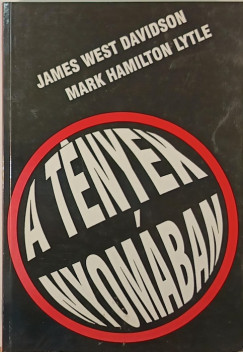 JAMES WEST DAVIDSON
MARK HAMILTON LYTLE
A TÉNYEK
NYOMÁBAN